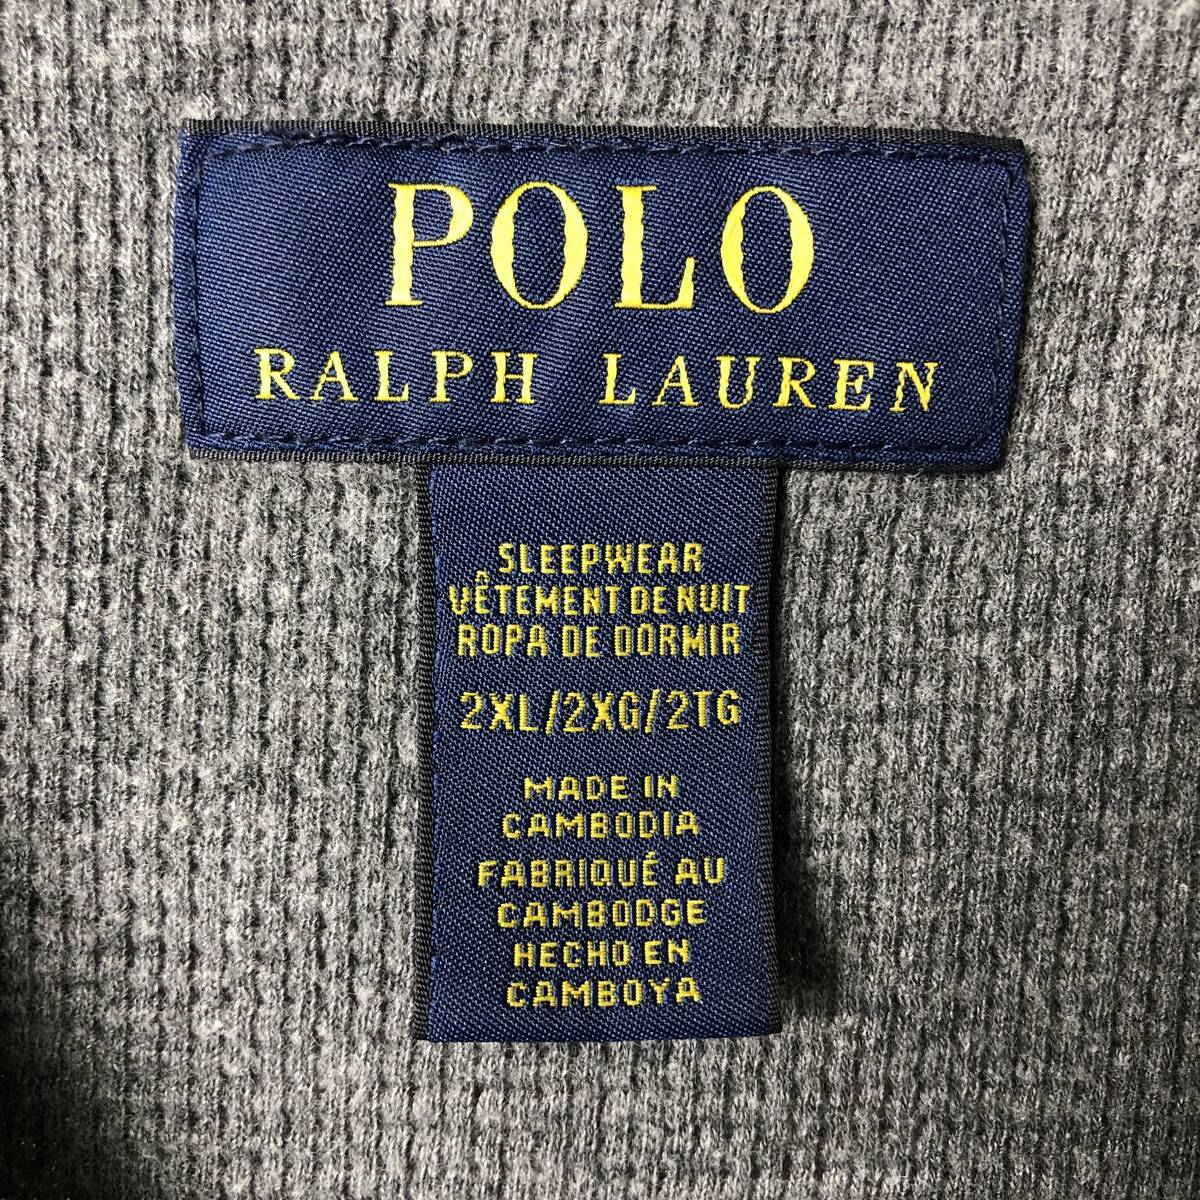 POLO
RALPH LAUREN
SLEEPWEAR
VÊTEMENT DE NUIT
ROPA DE DORMIR
2XL/2XG/2TG
MADE IN
CAMBODIA
FABRIQUÉ AU
CAMBODGE
HECHO EN
CAMBOYA